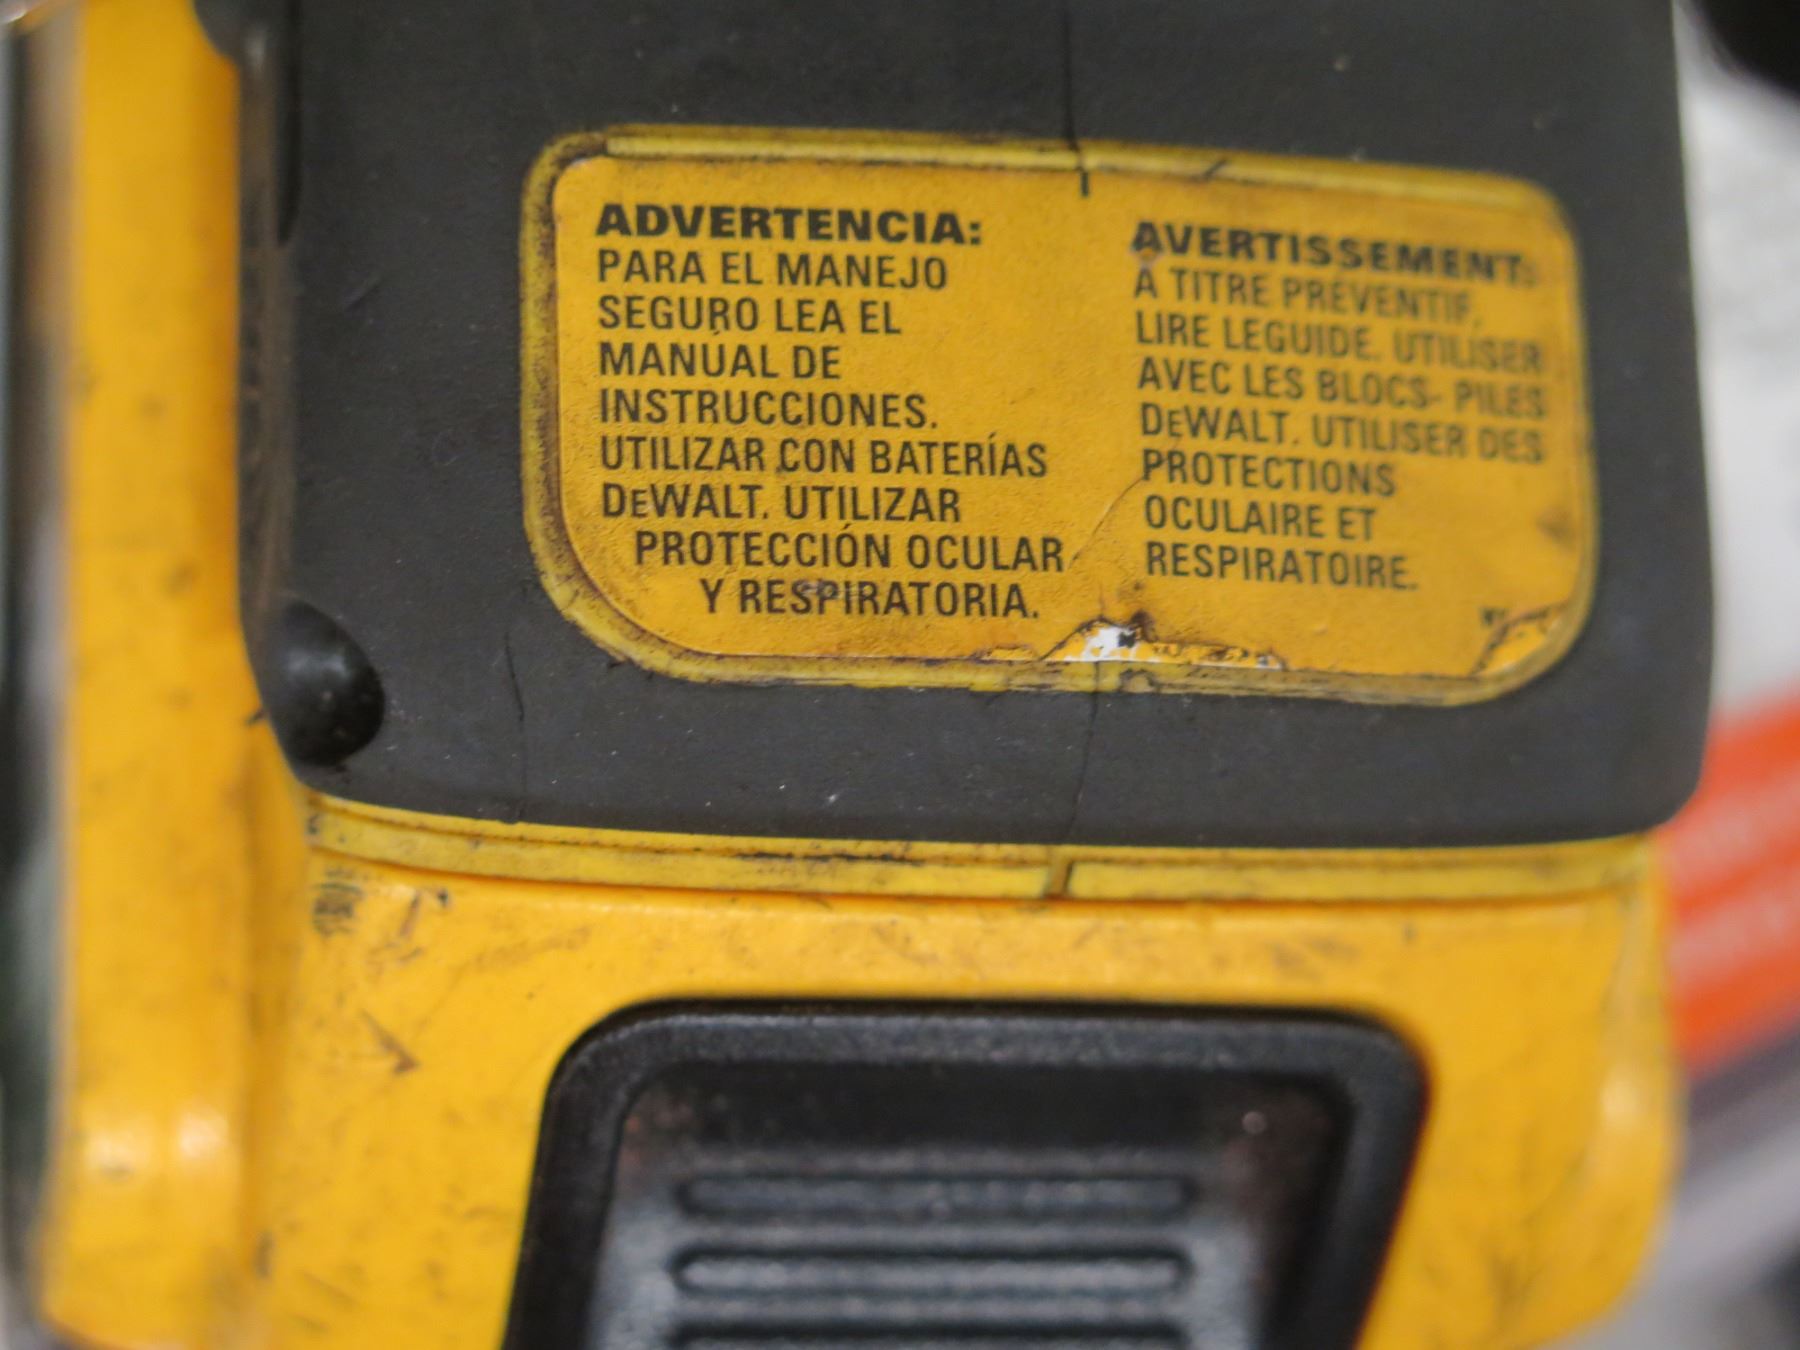 ADVERTENCIA:
PARA EL MANEJO
SEGURO LEA EL
MANUAL DE
INSTRUCCIONES.
UTILIZAR CON BATERÍAS
DEWALT. UTILIZAR
PROTECCIÓN OCULAR
Y RESPIRATORIA.
AVERTISSEMENT:
À TITRE PRÉVENTIF,
LIRE LEGUIDE. UTILISER
AVEC LES BLOCS- PILES
DEWALT. UTILISER DES
PROTECTIONS
OCULAIRE ET
RESPIRATOIRE.